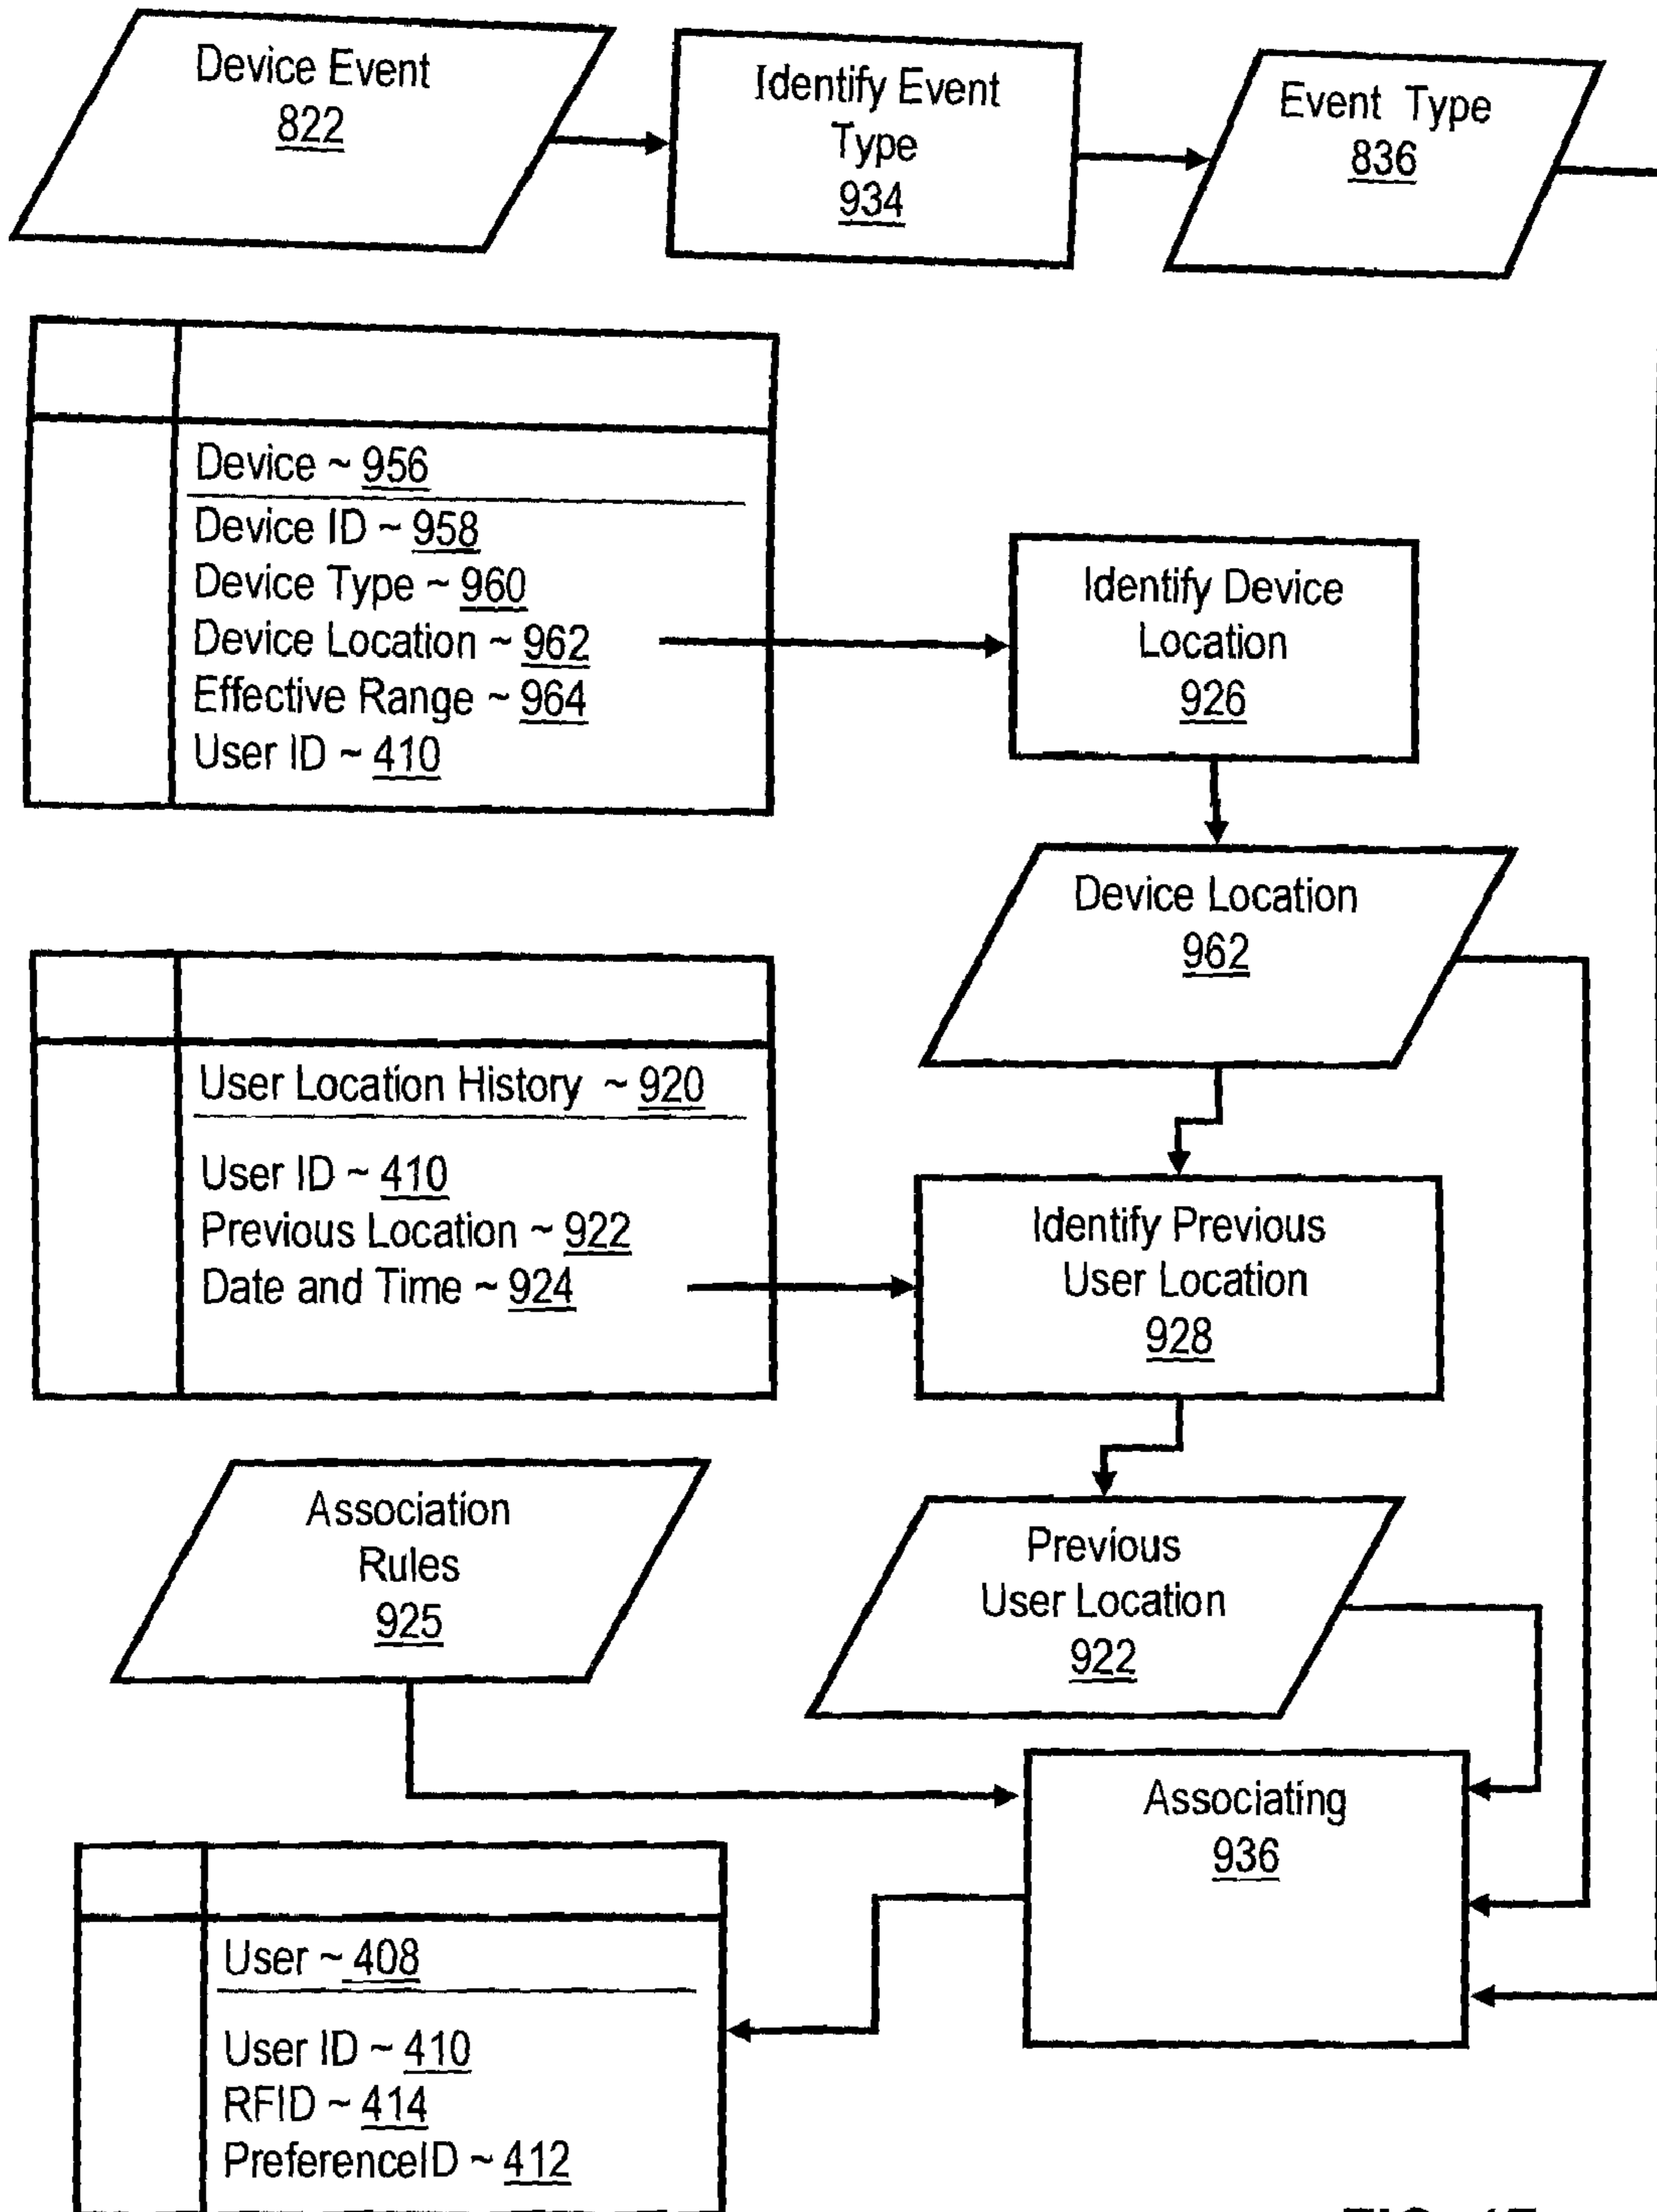 Device Event
822
Identify Event
Type
934
Event Type
836
Device ~ 956
Device ID ~ 958
Device Type ~ 960
Device Location ~ 962
Effective Range ~ 964
User ID ~ 410
Identify Device
Location
926
Device Location
962
User Location History ~ 920
User ID ~ 410
Previous Location ~ 922
Date and Time ~ 924
Identify Previous
User Location
928
Association
Rules
925
Previous
User Location
922
Associating
936
User ~ 408
User ID ~ 410
RFID ~ 414
PreferenceID ~ 412